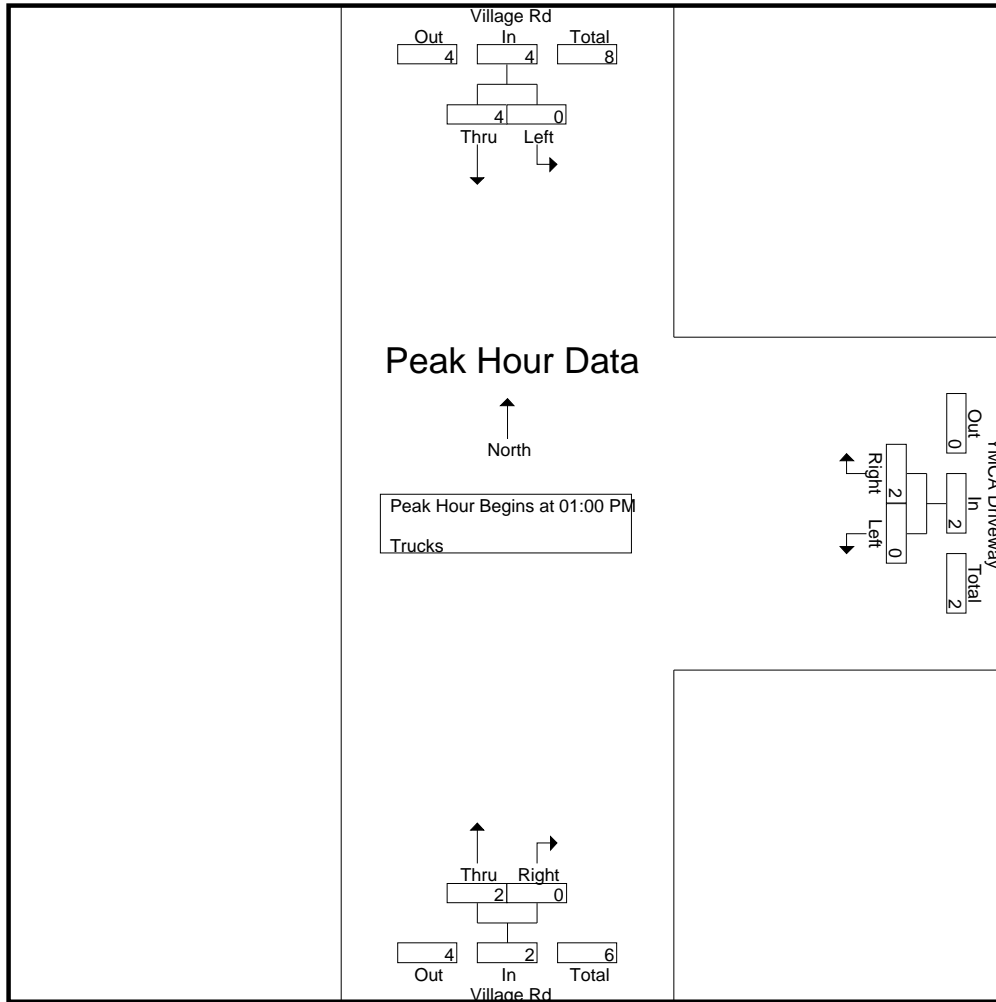 Village Rd
Out In Total
4 4 8
4 0
Thru Left
Peak Hour Data
North
Peak Hour Begins at 01:00 PM
Trucks
YMCA Driveway
Out In Total
0 2 2
2 0
Right Left
Thru Right
2 0
4 2 6
Out In Total
Village Rd